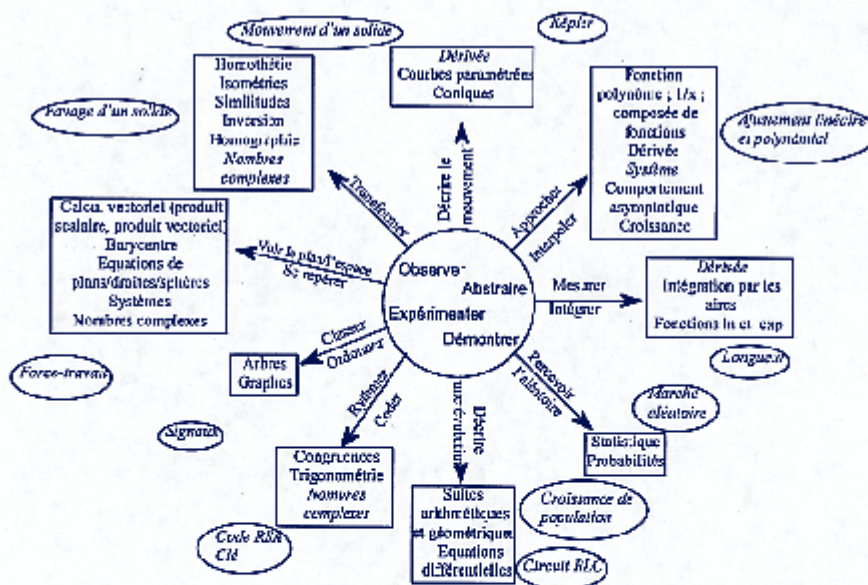 Mouvement d'un solide
Képler
Homothétie
Isométries
Similitudes
Inversion
Homographie
Nombres
complexes
Dérivée
Courbes paramétrées
Coniques
Fonction
polynôme ; 1/x ;
composée de
fonctions
Dérivée
Système
Comportement
asymptotique
Croissance
Pavage d'un solide
Ajustement linéaire
et polynômial
Transformer
Décrire le
mouvement
Approcher
Interpoler
Calcul vectoriel (produit
scalaire, produit vectoriel)
Barycentre
Equations de
plans/droites/sphères
Systèmes
Nombres complexes
Voir le plan/l'espace
Se repérer
Observer
Abstraire
Expérimenter
Démontrer
Mesurer
Intégrer
Dérivée
Intégration par les
aires
Fonctions ln et exp
Classer
Ordonner
Arbres
Graphes
Force-travail
Longueur
Rythmer
Coder
Décrire
une évolution
Percevoir
l'aléatoire
Marche
aléatoire
Signaux
Statistique
Probabilités
Congruences
Trigonométrie
Nombres
complexes
Suites
arithmétiques
et géométriques
Equations
différentielles
Croissance de
population
Code RSA
Clé
Circuit RLC